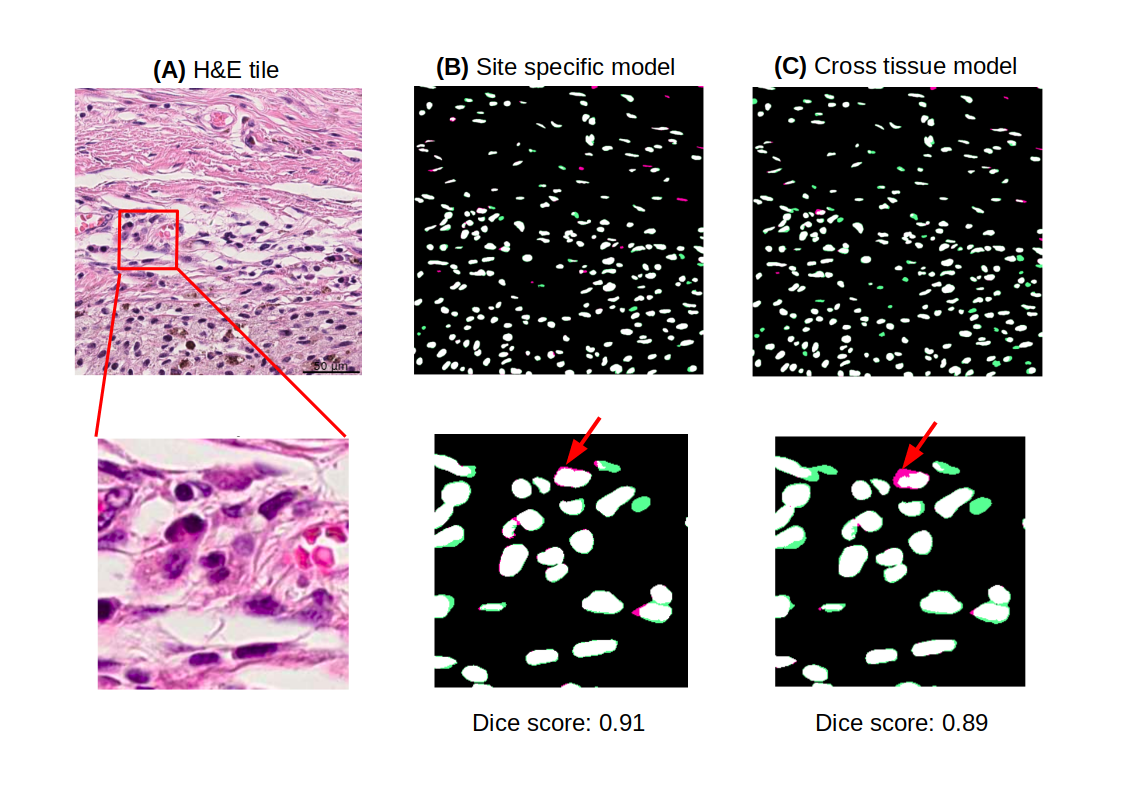 (A) H&E tile
(B) Site specific model
(C) Cross tissue model
50 µm
Dice score: 0.91
Dice score: 0.89